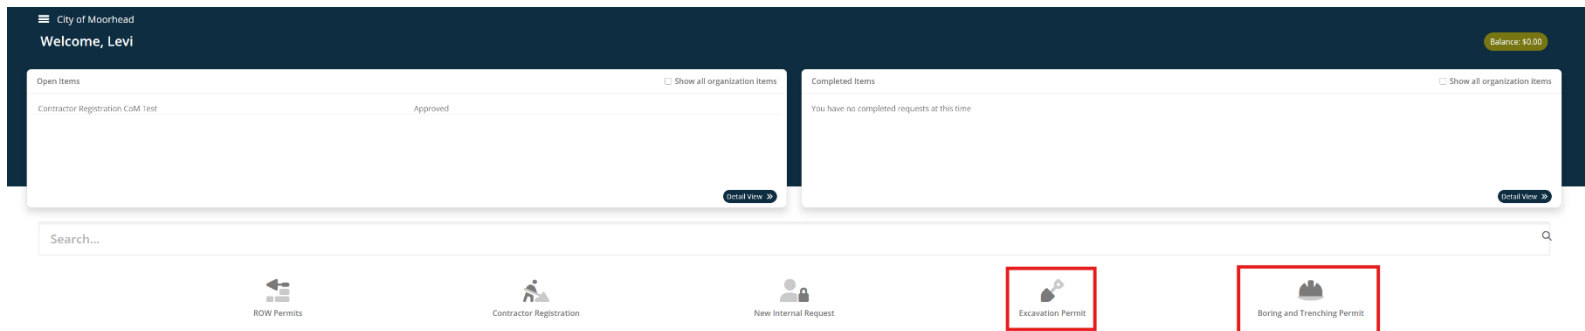 City of Moorhead
Welcome, Levi
Balance: $0.00
Open Items
Show all organization items
Contractor Registration CoM Test
Approved
Detail View »
Completed Items
Show all organization items
You have no completed requests at this time
Detail View »
Search...
ROW Permits
Contractor Registration
New Internal Request
Excavation Permit
Boring and Trenching Permit